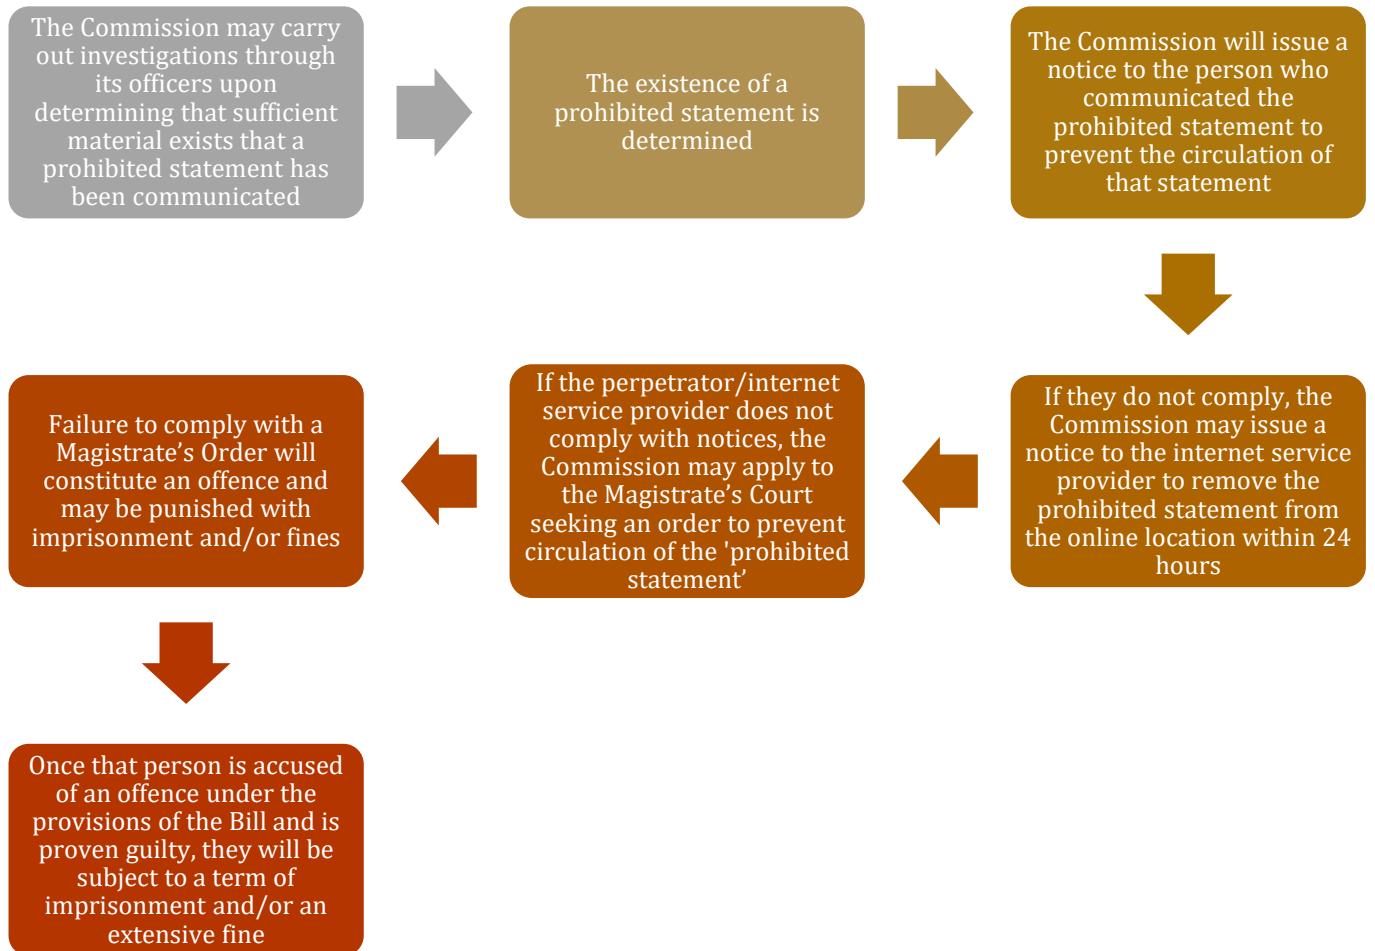 The Commission may carry
out investigations through
its officers upon
determining that sufficient
material exists that a
prohibited statement has
been communicated
The existence of a
prohibited statement is
determined
The Commission will issue a
notice to the person who
communicated the
prohibited statement to
prevent the circulation of
that statement
If they do not comply, the
Commission may issue a
notice to the internet service
provider to remove the
prohibited statement from
the online location within 24
hours
If the perpetrator/internet
service provider does not
comply with notices, the
Commission may apply to
the Magistrate’s Court
seeking an order to prevent
circulation of the 'prohibited
statement’
Failure to comply with a
Magistrate’s Order will
constitute an offence and
may be punished with
imprisonment and/or fines
Once that person is accused
of an offence under the
provisions of the Bill and is
proven guilty, they will be
subject to a term of
imprisonment and/or an
extensive fine